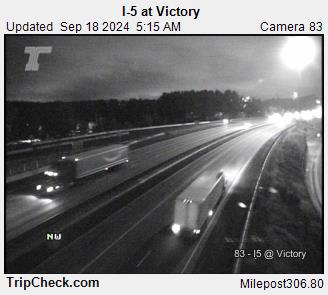 I-5 at Victory
Updated Sep 18 2024 5:15 AM Camera 83
NW
83 - I5 @ Victory
TripCheck.com Milepost306.80